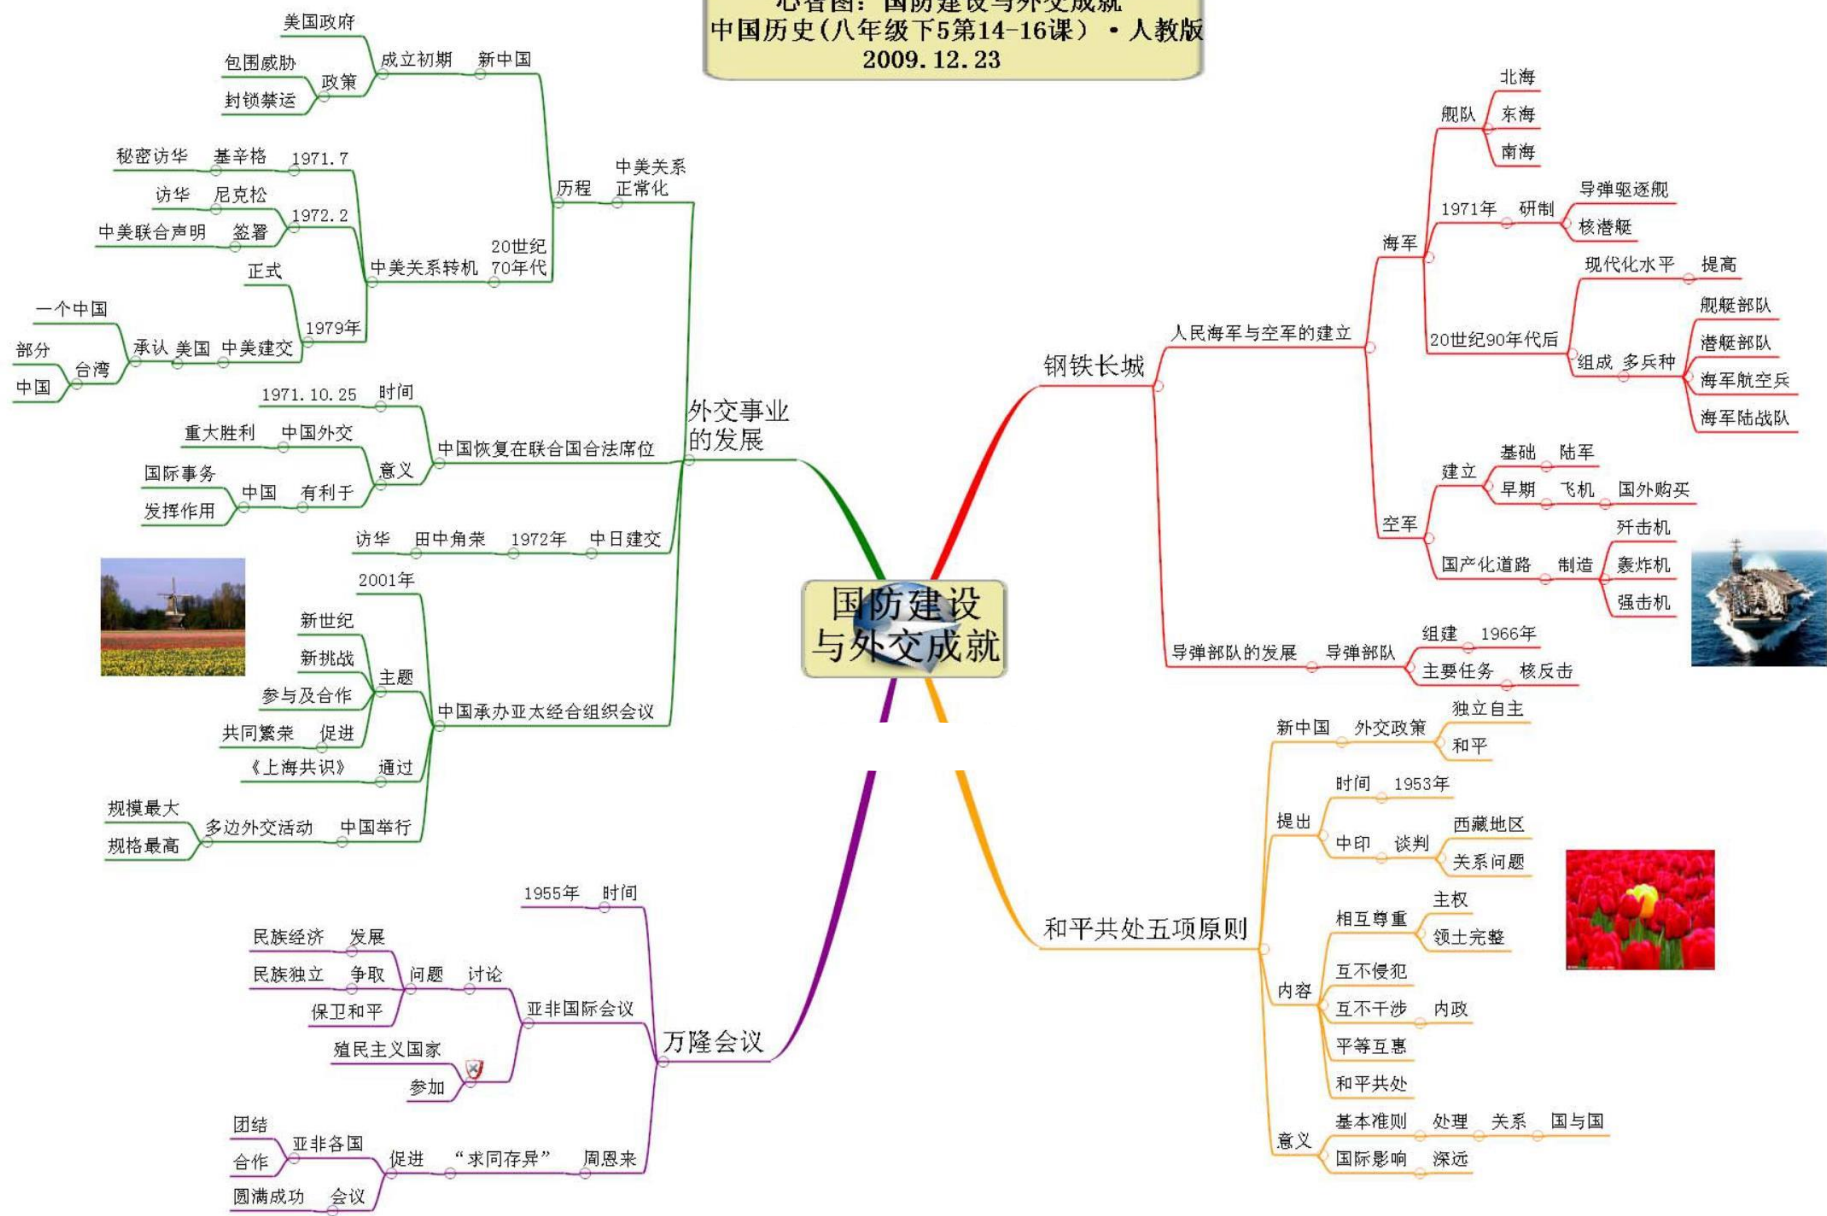 心智图：国防建设与外交成就
中国历史(八年级下5第14-16课）·人教版
2009.12.23
国防建设
与外交成就
钢铁长城
人民海军与空军的建立
海军
舰队
北海
东海
南海
1971年 研制
导弹驱逐舰
核潜艇
20世纪90年代后
现代化水平 提高
组成 多兵种
舰艇部队
潜艇部队
海军航空兵
海军陆战队
空军
建立
基础 陆军
早期 飞机 国外购买
国产化道路 制造
歼击机
轰炸机
强击机
导弹部队的发展 导弹部队
组建 1966年
主要任务 核反击
和平共处五项原则
新中国 外交政策
独立自主
和平
提出
时间 1953年
中印 谈判
西藏地区
关系问题
内容
相互尊重
主权
领土完整
互不侵犯
互不干涉 内政
平等互惠
和平共处
意义
基本准则 处理 关系 国与国
国际影响 深远
外交事业
的发展
中美关系
正常化
历程
新中国
成立初期
美国政府
政策
包围威胁
封锁禁运
20世纪
70年代
中美关系转机
1971.7
基辛格
秘密访华
1972.2
尼克松
访华
签署
中美联合声明
1979年
正式
中美建交
美国
承认
一个中国
台湾
部分
中国
中国恢复在联合国合法席位
时间
1971.10.25
意义
中国外交
重大胜利
有利于
中国
国际事务
发挥作用
中日建交
1972年
田中角荣
访华
中国承办亚太经合组织会议
2001年
主题
新世纪
新挑战
参与及合作
促进
共同繁荣
通过
《上海共识》
中国举行
多边外交活动
规模最大
规格最高
万隆会议
时间
1955年
亚非国际会议
讨论
问题
发展
民族经济
争取
民族独立
保卫和平
殖民主义国家
参加
周恩来
“求同存异”
促进
亚非各国
团结
合作
会议
圆满成功